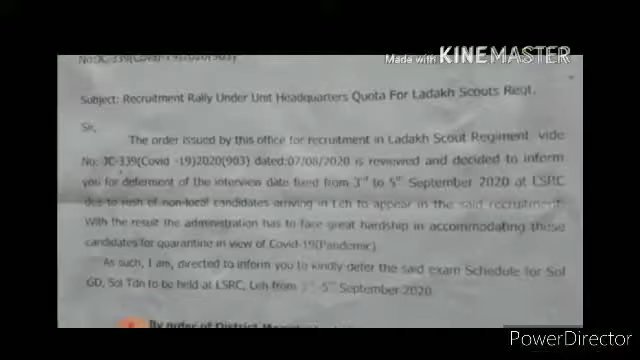 Made with KINEMASTER
No:JC-339(Covid-19)2020(903)
Subject: Recruitment Rally Under Unit Headquarters Quota For Ladakh Scouts Regt.
Sir,
The order issued by this office for recruitment in Ladakh Scout Regiment vide
No: JC-339(Covid -19)2020(903) dated:07/08/2020 is reviewed and decided to inform
you for deferment of the interview date fixed from 3rd to 5th September 2020 at LSRC
due to rush of non-local candidates arriving in Leh to appear in the said recruitment.
With the result the administration has to face great hardship in accommodating these
candidates for quarantine in view of Covid-19(Pandemic)
As such, I am, directed to inform you to kindly defer the said exam Schedule for Sol
GD, Sol Tdn to be held at LSRC, Leh from 5th September 2020
By order of District
PowerDirector